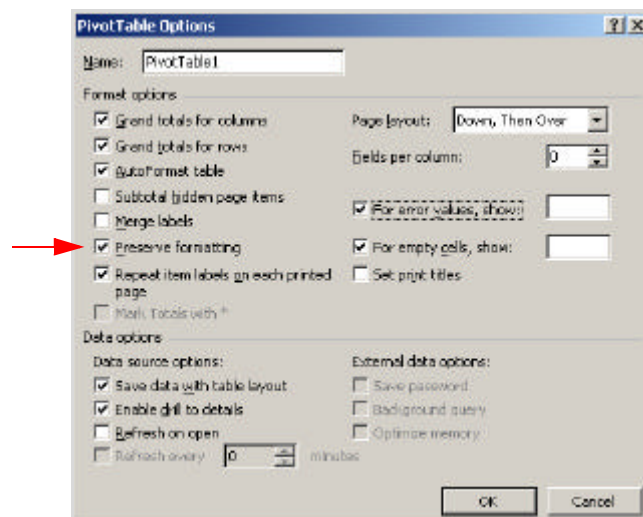 PivotTable Options
Name: PivotTable1
Format options
Grand totals for columns
Grand totals for rows
AutoFormat table
Subtotal hidden page items
Merge labels
Preserve formatting
Repeat item labels on each printed
page
Mark Totals with *
Page layout: Down, Then Over
Fields per column: 0
For error values, show:
For empty cells, show:
Set print titles
Data options
Data source options:
Save data with table layout
Enable drill to details
Refresh on open
Refresh every 0 minutes
External data options:
Save password
Background query
Optimize memory
OK Cancel